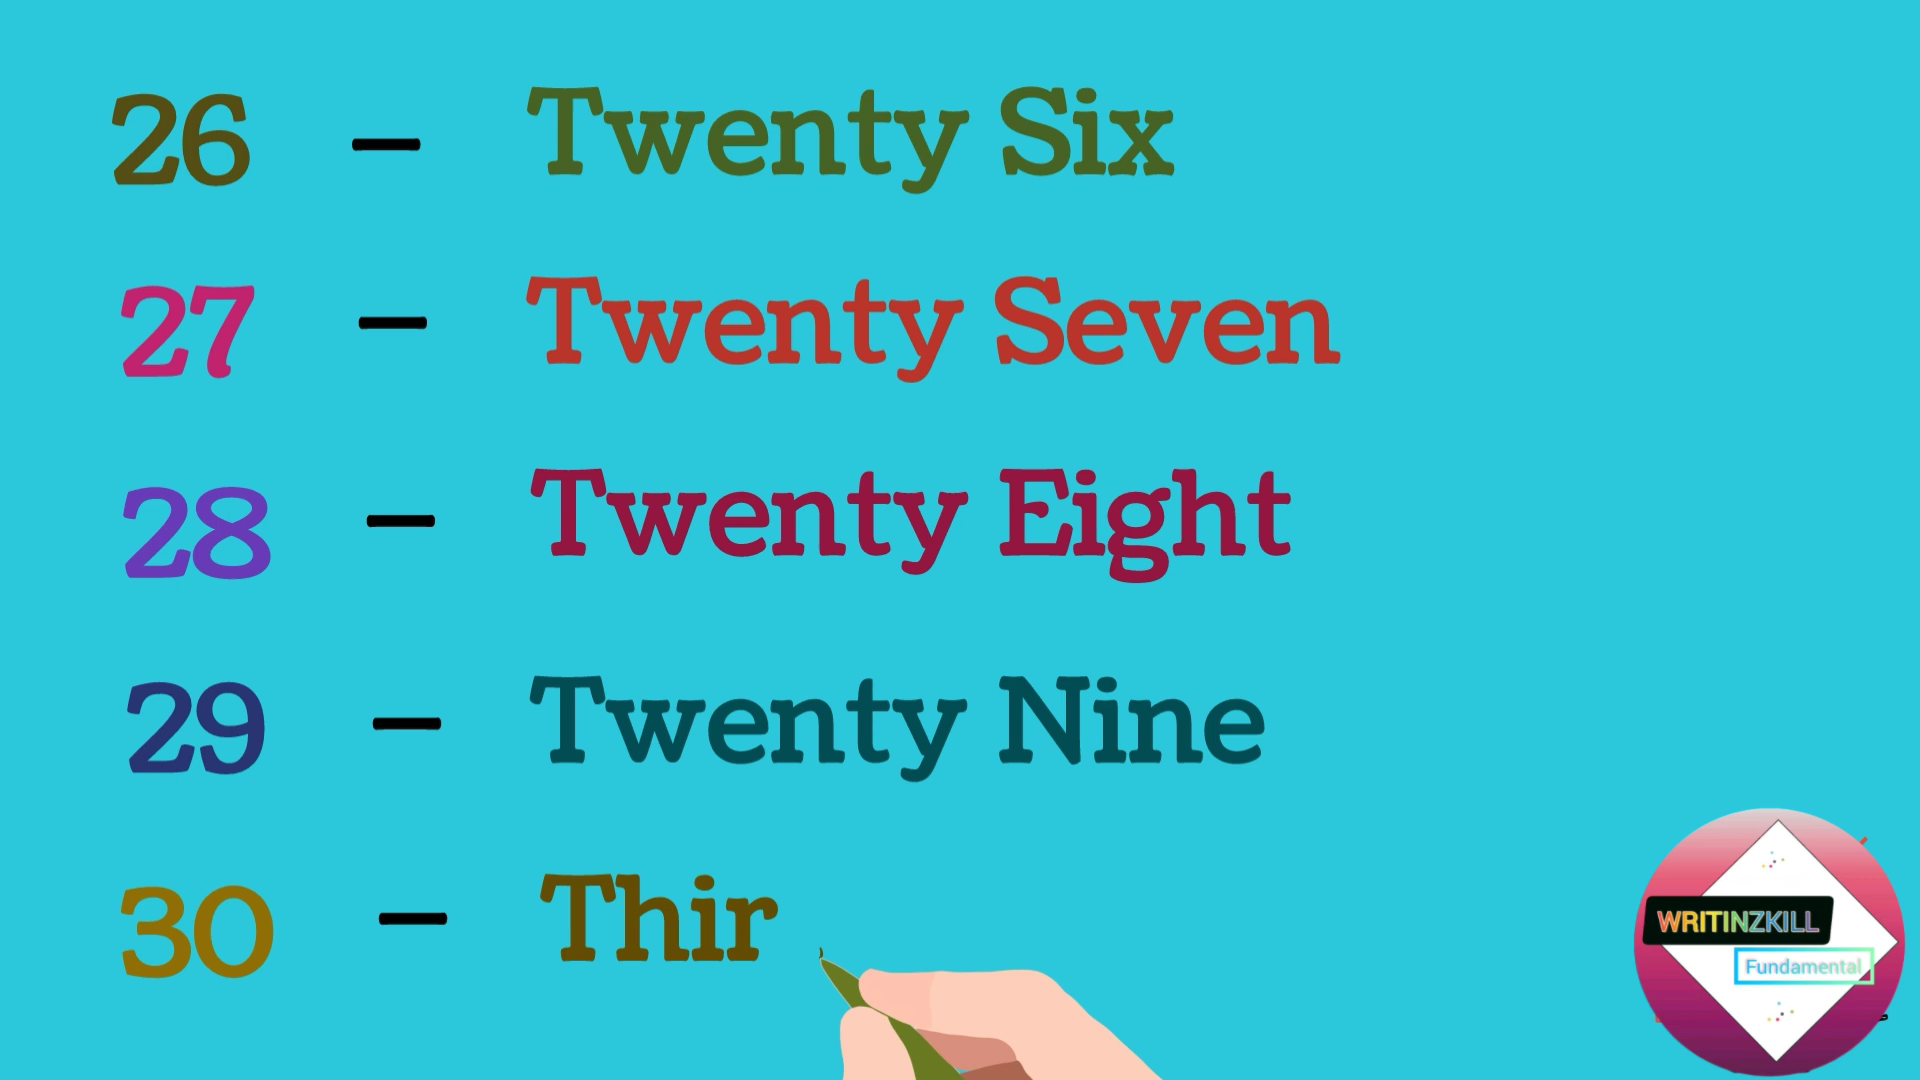 26 - Twenty Six
27 - Twenty Seven
28 - Twenty Eight
29 - Twenty Nine
30 - Thir
WRITINZKILL
Fundamental